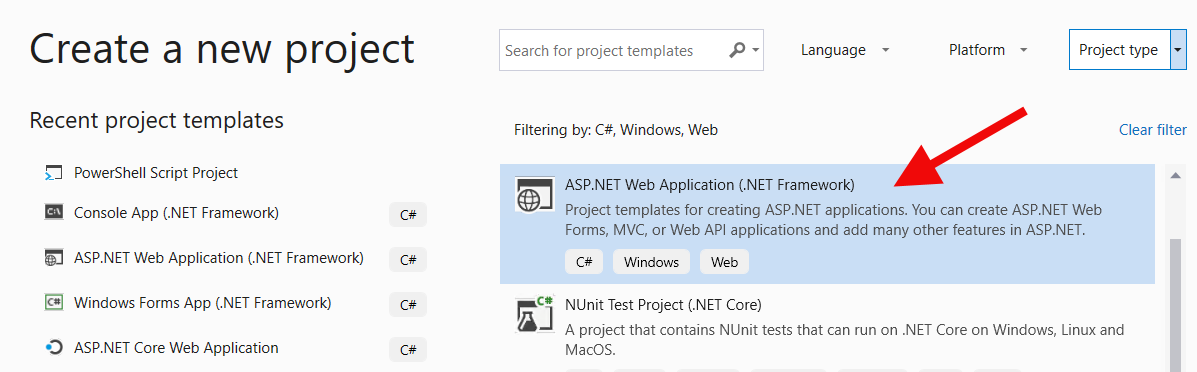 Create a new project
Search for project templates
Language
Platform
Project type
Recent project templates
PowerShell Script Project
Console App (.NET Framework)
C#
ASP.NET Web Application (.NET Framework)
C#
Windows Forms App (.NET Framework)
C#
ASP.NET Core Web Application
C#
Filtering by: C#, Windows, Web
Clear filter
ASP.NET Web Application (.NET Framework)
Project templates for creating ASP.NET applications. You can create ASP.NET Web
Forms, MVC, or Web API applications and add many other features in ASP.NET.
C#
Windows
Web
C#
NUnit Test Project (.NET Core)
A project that contains NUnit tests that can run on .NET Core on Windows, Linux and
MacOS.